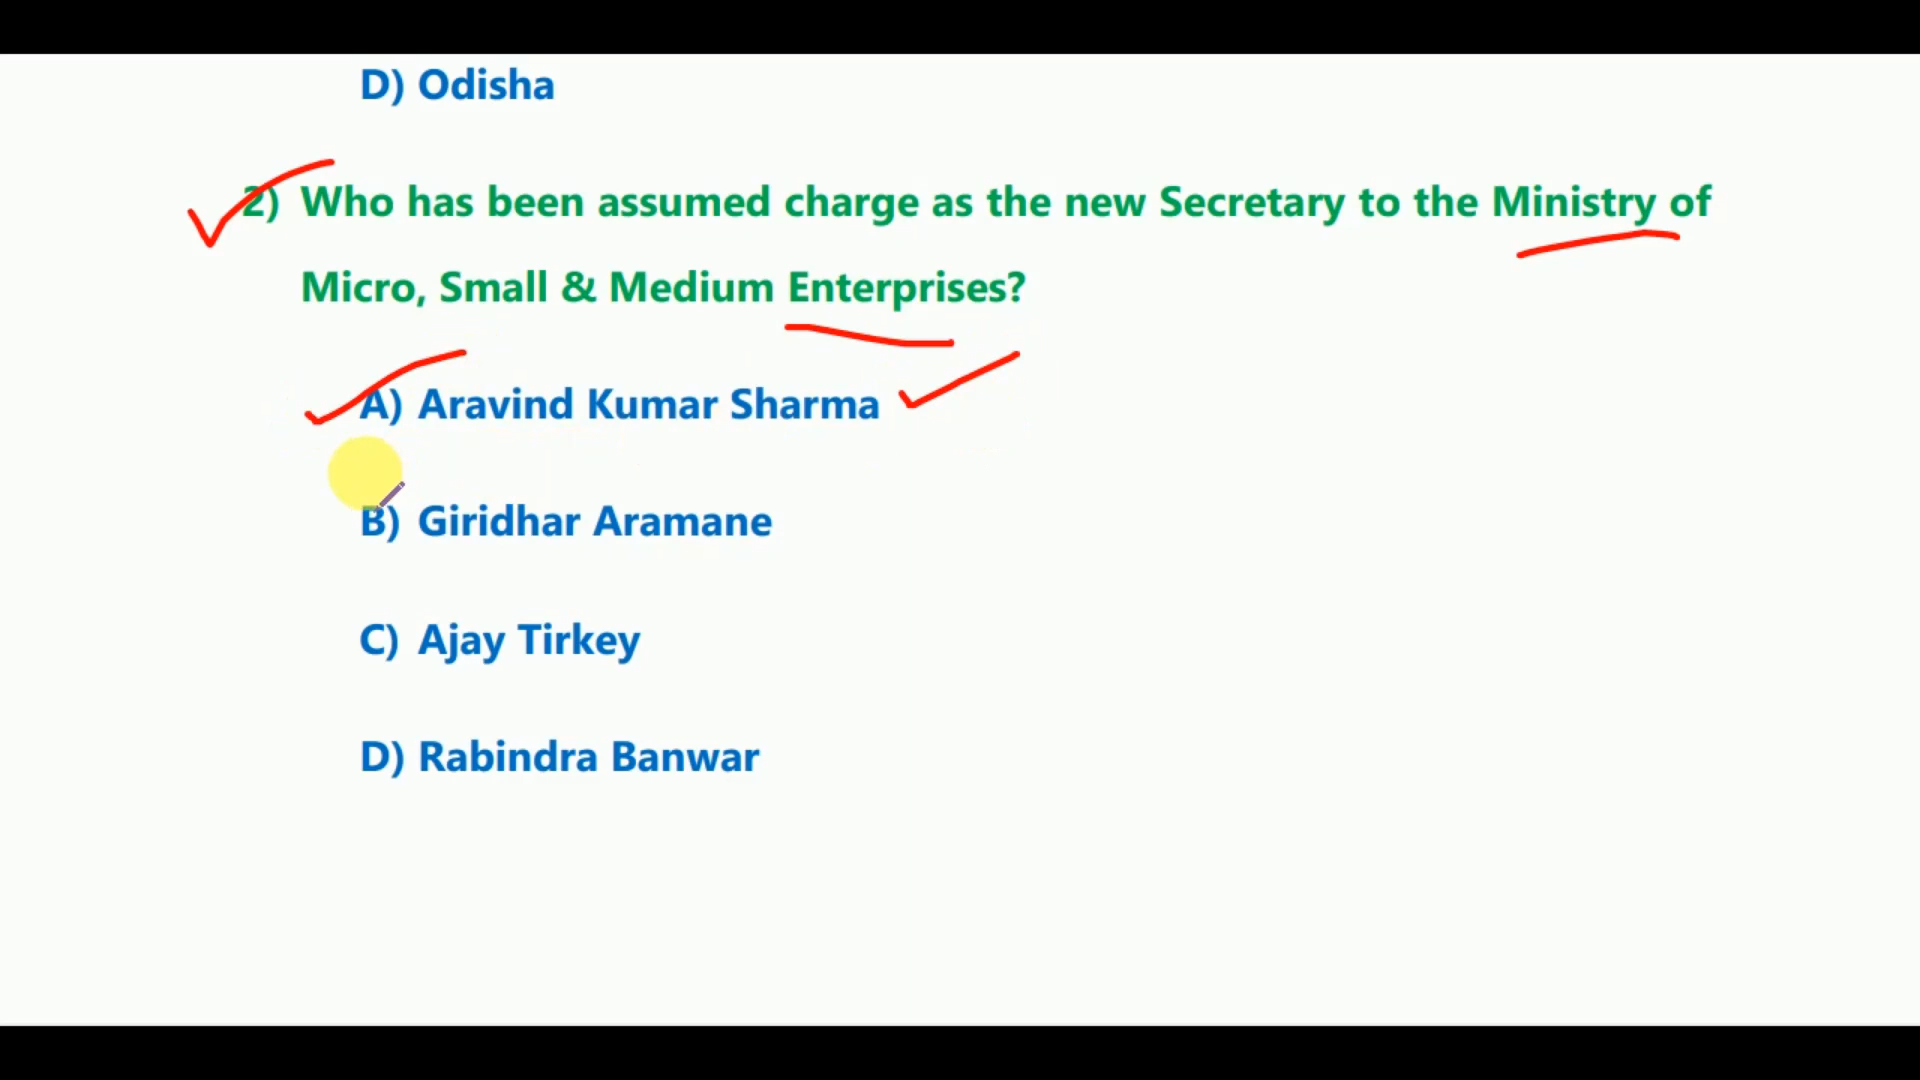 D) Odisha
2) Who has been assumed charge as the new Secretary to the Ministry of
Micro, Small & Medium Enterprises?
A) Aravind Kumar Sharma
B) Giridhar Aramane
C) Ajay Tirkey
D) Rabindra Banwar